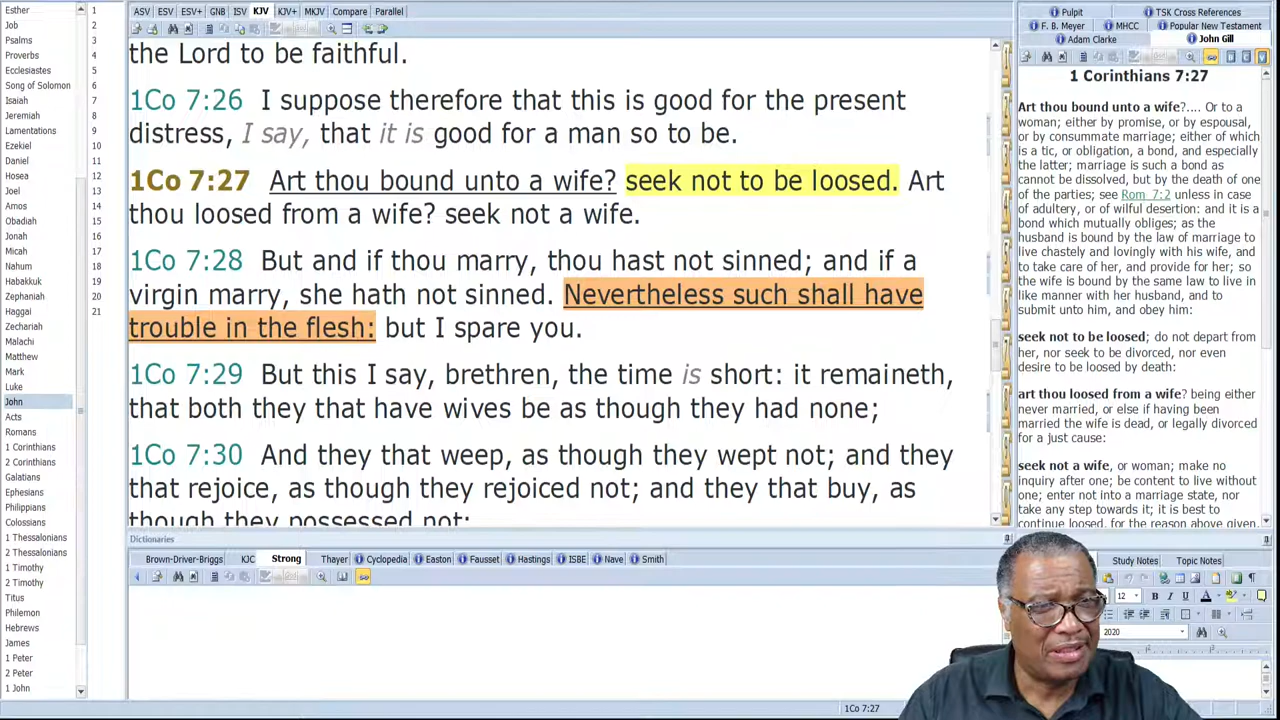 Esther
Job
Psalms
Proverbs
Ecclesiastes
Song of Solomon
Isaiah
Jeremiah
Lamentations
Ezekiel
Daniel
Hosea
Joel
Amos
Obadiah
Jonah
Micah
Nahum
Habakkuk
Zephaniah
Haggai
Zechariah
Malachi
Matthew
Mark
Luke
John
Acts
Romans
1 Corinthians
2 Corinthians
Galatians
Ephesians
Philippians
Colossians
1 Thessalonians
2 Thessalonians
1 Timothy
2 Timothy
Titus
Philemon
Hebrews
James
1 Peter
2 Peter
1 John
1
2
3
4
5
6
7
8
9
10
11
12
13
14
15
16
17
18
19
20
21
ASV ESV ESV+ GNB ISV KJV KJV+ MKJV Compare Parallel
the Lord to be faithful.
1Co 7:26 I suppose therefore that this is good for the present
distress, I say, that it is good for a man so to be.
1Co 7:27 Art thou bound unto a wife? seek not to be loosed. Art
thou loosed from a wife? seek not a wife.
1Co 7:28 But and if thou marry, thou hast not sinned; and if a
virgin marry, she hath not sinned. Nevertheless such shall have
trouble in the flesh: but I spare you.
1Co 7:29 But this I say, brethren, the time is short: it remaineth,
that both they that have wives be as though they had none;
1Co 7:30 And they that weep, as though they wept not; and they
that rejoice, as though they rejoiced not; and they that buy, as
though they possessed not;
Dictionaries
Brown-Driver-Briggs KJC Strong Thayer Cyclopedia Easton Fausset Hastings ISBE Nave Smith
Pulpit TSK Cross References
F. B. Meyer MHCC Popular New Testament
Adam Clarke John Gill
1 Corinthians 7:27
Art thou bound unto a wife?.... Or to a
woman; either by promise, or by espousal,
or by consummate marriage; either of which
is a tic, or obligation, a bond, and especially
the latter; marriage is such a bond as
cannot be dissolved, but by the death of one
of the parties; see Rom_7:2 unless in case
of adultery, or of wilful desertion: and it is a
bond which mutually obliges; as the
husband is bound by the law of marriage to
live chastely and lovingly with his wife, and
to take care of her, and provide for her; so
the wife is bound by the same law to live in
like manner with her husband, and to
submit unto him, and obey him:
seek not to be loosed; do not depart from
her, nor seek to be divorced, nor even
desire to be loosed by death:
art thou loosed from a wife? being either
never married, or else if having been
married the wife is dead, or legally divorced
for a just cause:
seek not a wife, or woman; make no
inquiry after one; be content to live without
one; enter not into a marriage state, nor
take any step towards it; it is best to
continue loosed, for the reason above given.
Study Notes Topic Notes
12 B I U A
2020
1Co 7:27